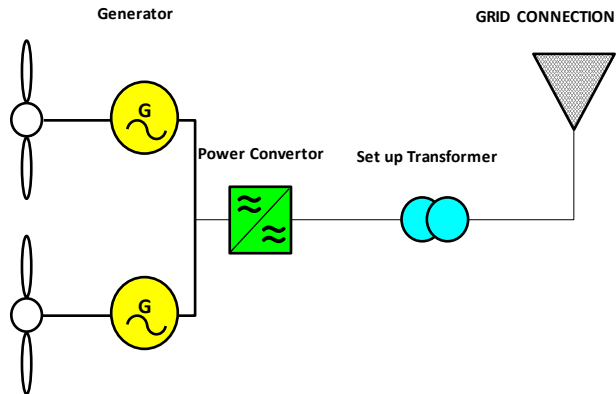 Generator
GRID CONNECTION
G
Power Convertor
Set up Transformer
G